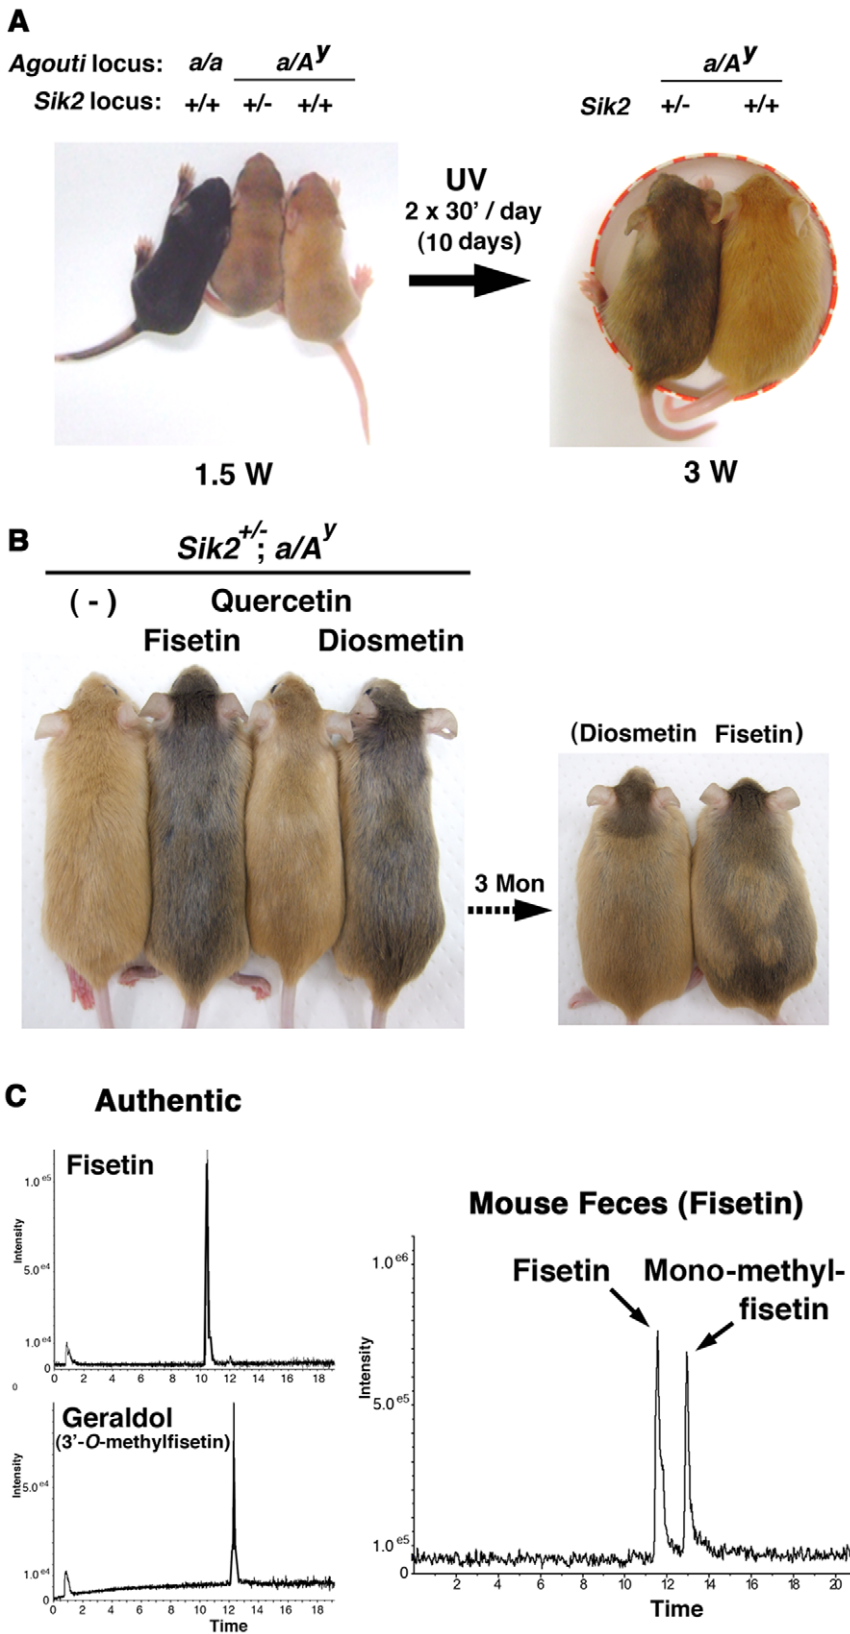 A
Agouti locus: a/a a/Ay
Sik2 locus: +/+ +/- +/+
a/Ay
Sik2 +/- +/+
UV
2 x 30’ / day
(10 days)
1.5 W
3 W
B
Sik2+/-; a/Ay
( - ) Quercetin
Fisetin Diosmetin
(Diosmetin Fisetin)
3 Mon
C
Authentic
Fisetin
Intensity
1.0 e5
5.0 e4
1.0 e4
0
0 2 4 6 8 10 12 14 16 18
0
Geraldol
(3’-O-methylfisetin)
Intensity
5.0 e4
1.0 e4
0
0 2 4 6 8 10 12 14 16 18
Time
Mouse Feces (Fisetin)
Fisetin Mono-methyl-
fisetin
Intensity
1.0 e6
5.0 e5
1.0 e5
0
2 4 6 8 10 12 14 16 18 20
Time